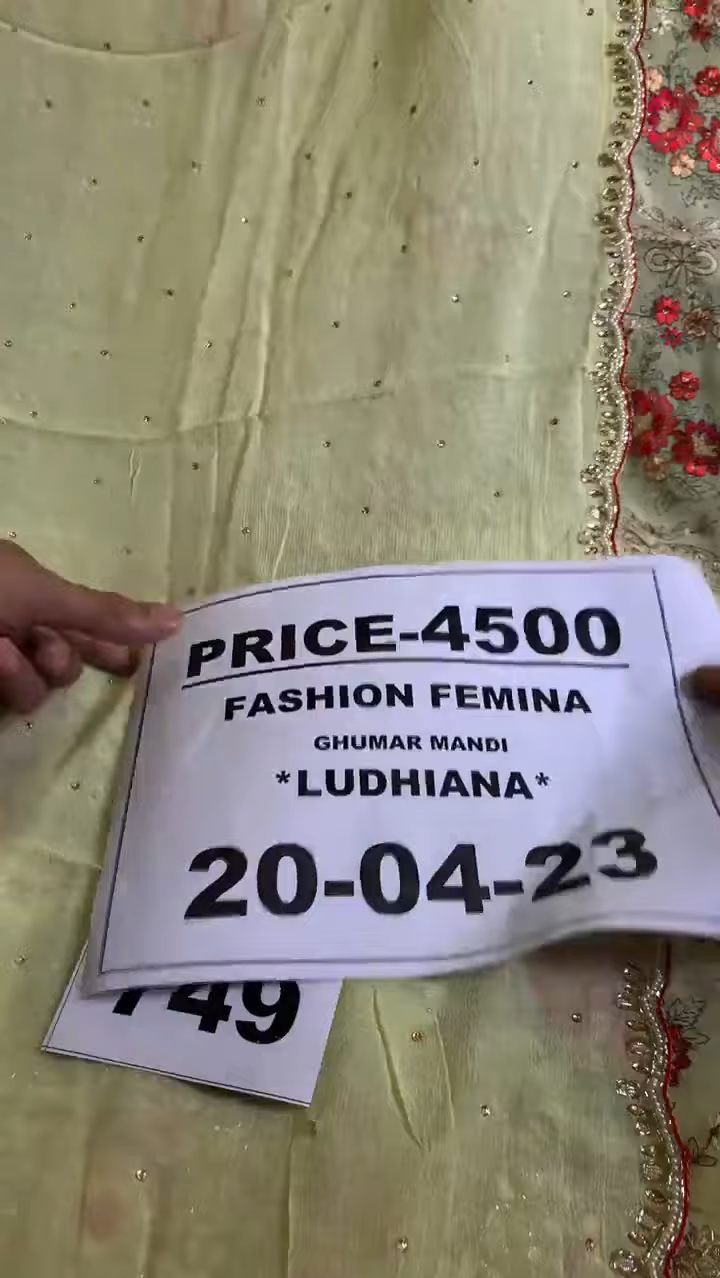 PRICE-4500
FASHION FEMINA
GHUMAR MANDI
*LUDHIANA*
20-04-23
749